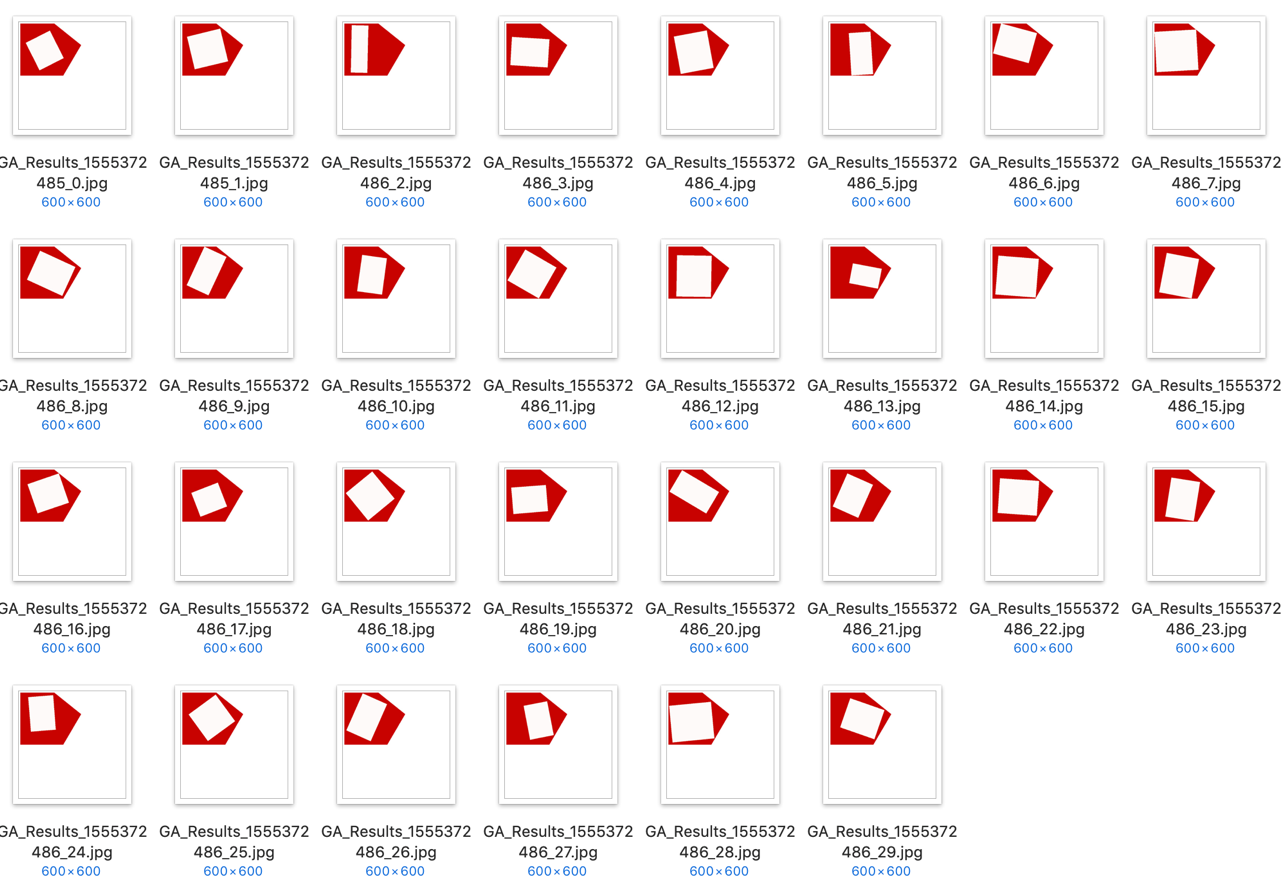 GA_Results_1555372 GA_Results_1555372 GA_Results_1555372 GA_Results_1555372 GA_Results_1555372 GA_Results_1555372 GA_Results_1555372 GA_Results_1555372
485_0.jpg 485_1.jpg 486_2.jpg 486_3.jpg 486_4.jpg 486_5.jpg 486_6.jpg 486_7.jpg
600×600 600×600 600×600 600×600 600×600 600×600 600×600 600×600
GA_Results_1555372 GA_Results_1555372 GA_Results_1555372 GA_Results_1555372 GA_Results_1555372 GA_Results_1555372 GA_Results_1555372 GA_Results_1555372
486_8.jpg 486_9.jpg 486_10.jpg 486_11.jpg 486_12.jpg 486_13.jpg 486_14.jpg 486_15.jpg
600×600 600×600 600×600 600×600 600×600 600×600 600×600 600×600
GA_Results_1555372 GA_Results_1555372 GA_Results_1555372 GA_Results_1555372 GA_Results_1555372 GA_Results_1555372 GA_Results_1555372 GA_Results_1555372
486_16.jpg 486_17.jpg 486_18.jpg 486_19.jpg 486_20.jpg 486_21.jpg 486_22.jpg 486_23.jpg
600×600 600×600 600×600 600×600 600×600 600×600 600×600 600×600
GA_Results_1555372 GA_Results_1555372 GA_Results_1555372 GA_Results_1555372 GA_Results_1555372 GA_Results_1555372
486_24.jpg 486_25.jpg 486_26.jpg 486_27.jpg 486_28.jpg 486_29.jpg
600×600 600×600 600×600 600×600 600×600 600×600